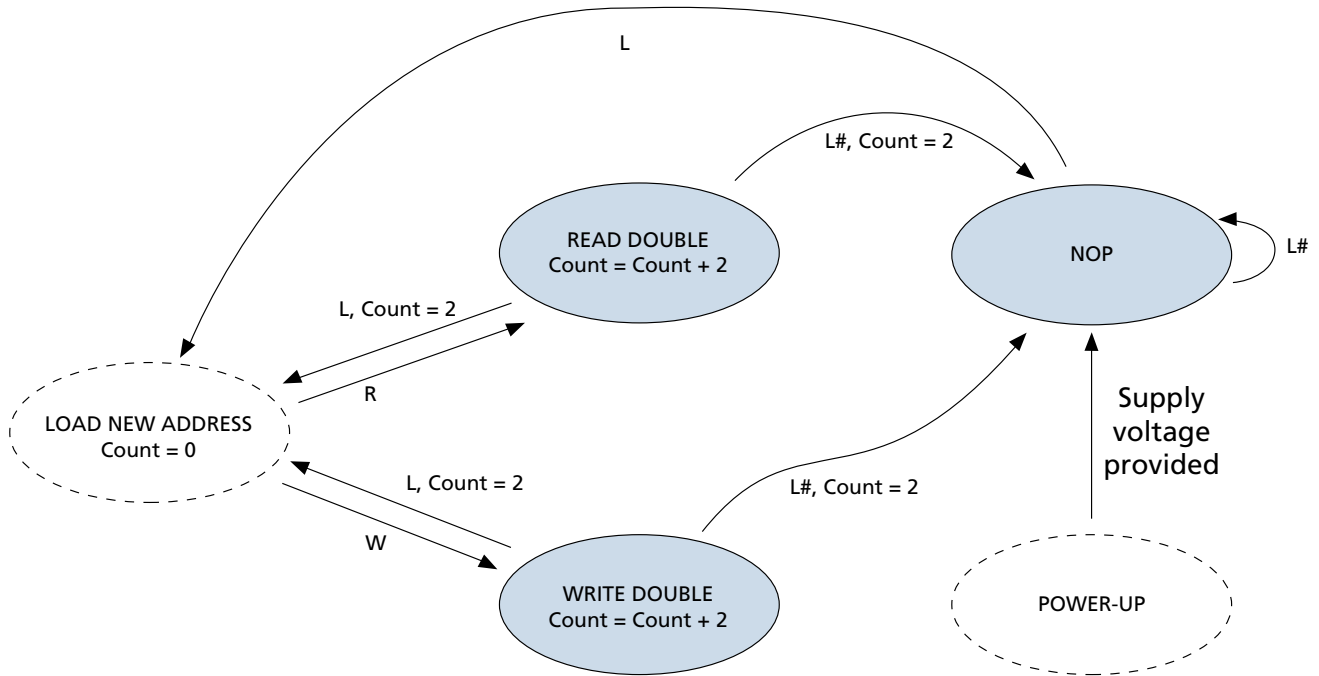 L
L#, Count = 2
READ DOUBLE
Count = Count + 2
NOP
L#
L, Count = 2
R
LOAD NEW ADDRESS
Count = 0
Supply
voltage
provided
L, Count = 2
L#, Count = 2
W
WRITE DOUBLE
Count = Count + 2
POWER-UP